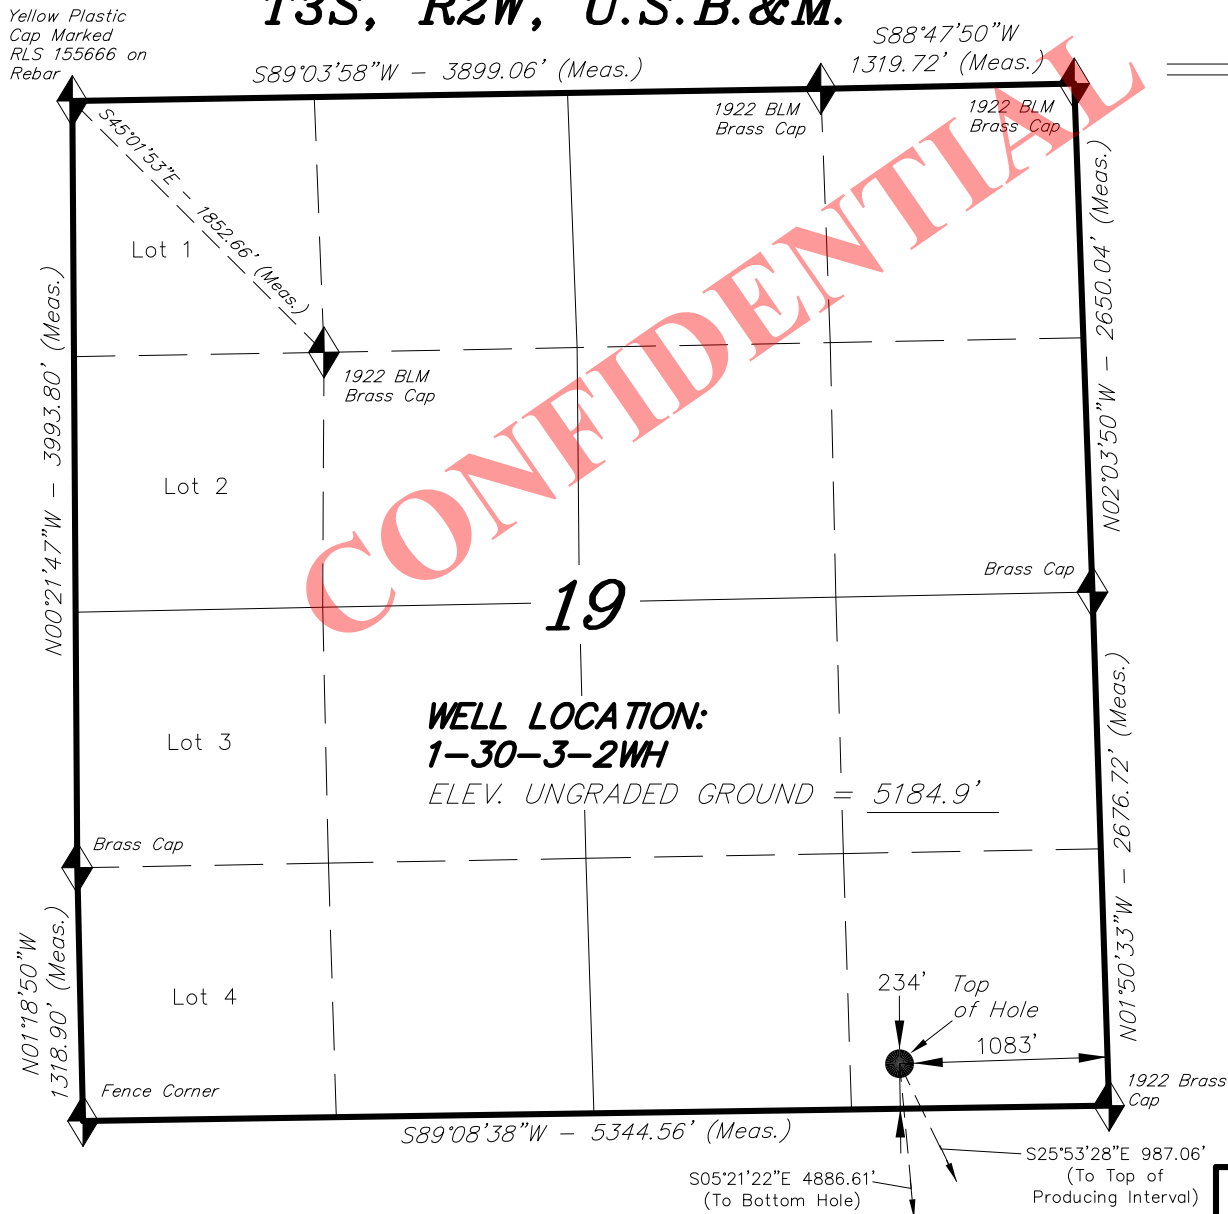 T3S, R2W, U.S.B.&M.
Yellow Plastic
Cap Marked
RLS 155666 on
Rebar
S89°03'58"W - 3899.06' (Meas.)
S88°47'50"W
1319.72' (Meas.)
1922 BLM
Brass Cap
1922 BLM
Brass Cap
S45°01'53"E - 1852.66' (Meas.)
Lot 1
N02°03'50"W - 2650.04' (Meas.)
N00°21'47"W - 3993.80' (Meas.)
1922 BLM
Brass Cap
CONFIDENTIAL
Lot 2
Brass Cap
19
WELL LOCATION:
1-30-3-2WH
ELEV. UNGRADED GROUND = 5184.9'
Lot 3
N01°50'33"W - 2676.72' (Meas.)
Brass Cap
N01°18'50"W
1318.90' (Meas.)
Lot 4
234'
Top
of Hole
1083'
Fence Corner
1922 Brass
Cap
S89°08'38"W - 5344.56' (Meas.)
S25°53'28"E 987.06'
(To Top of
Producing Interval)
S05°21'22"E 4886.61'
(To Bottom Hole)